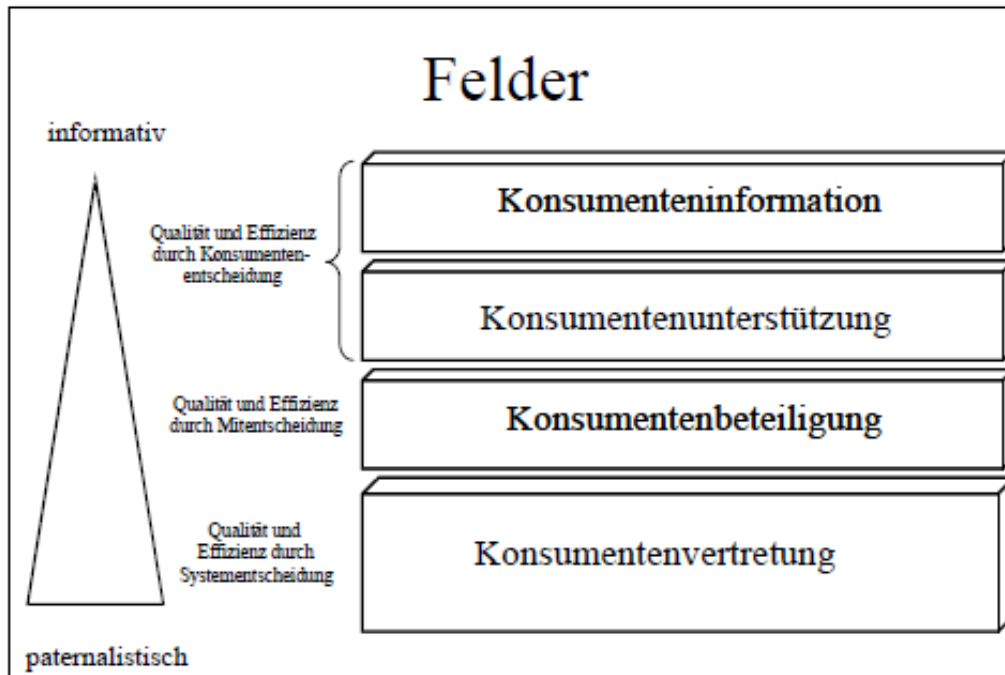 Felder
informativ
Konsumenteninformation
Qualität und Effizienz
durch Konsumenten-
entscheidung
Konsumentenunterstützung
Qualität und Effizienz
durch Mitentscheidung
Konsumentenbeteiligung
Qualität und
Effizienz durch
Systementscheidung
Konsumentenvertretung
paternalistisch